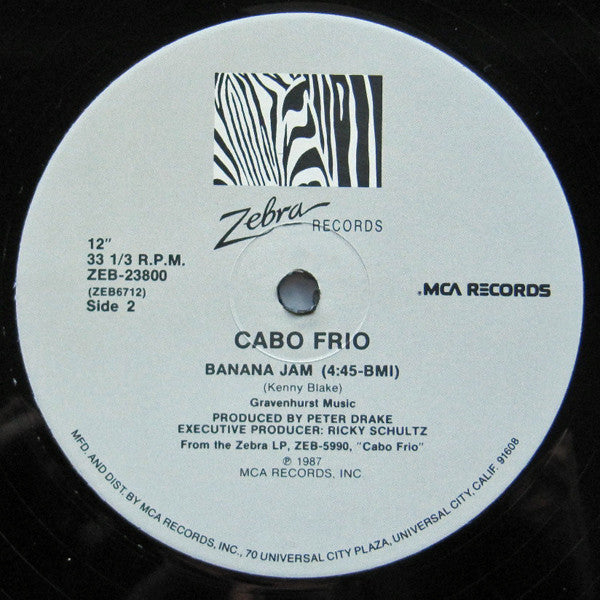 Zebra RECORDS
12"
33 1/3 R.P.M.
ZEB-23800
(ZEB6712)
Side 2
MCA RECORDS
CABO FRIO
BANANA JAM (4:45-BMI)
(Kenny Blake)
Gravenhurst Music
PRODUCED BY PETER DRAKE
EXECUTIVE PRODUCER: RICKY SCHULTZ
From the Zebra LP, ZEB-5990, "Cabo Frio"
℗ 1987
MCA RECORDS, INC
MFD. AND DIST. BY MCA RECORDS, INC., 70 UNIVERSAL CITY PLAZA, UNIVERSAL CITY, CALIF. 91608